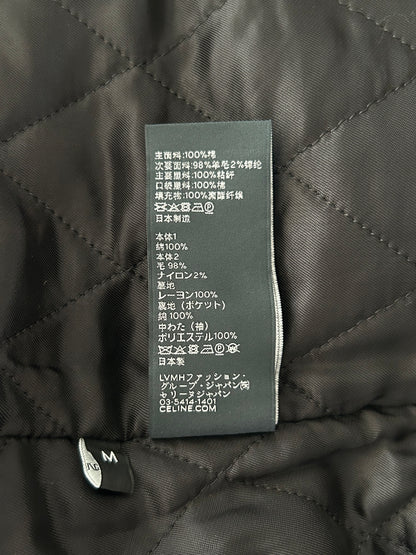 主面料:100%棉
次要面料:98%羊毛2%锦纶
主要里料:100%粘纤
口袋里料:100%棉
填充物:100%聚酯纤维
日本制造
本体1
綿100%
本体2
毛 98%
ナイロン2%
裏地
レーヨン100%
裏地（ポケット）
綿 100%
中わた（袖）
ポリエステル100%
日本製
LVMHファッション・
グループ・ジャパン㈱
セリーヌジャパン
03-5414-1401
CELINE.COM
M